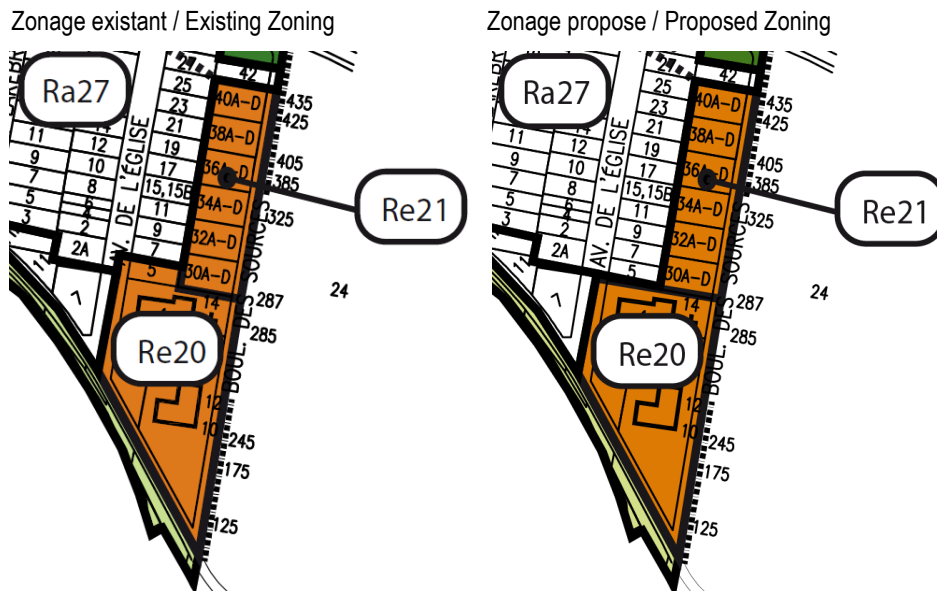 Zonage existant / Existing Zoning
Ra27
Re21
Re20
AV. DE L'ÉGLISE
BOUL. DES SOURCES
42
40A-D
38A-D
36A-D
34A-D
32A-D
30A-D
27
25
23
21
19
17
15,15B
11
9
7
5
12
10
8
6
4
2
2A
11
9
7
5
3
11
7
14
12
10
435
425
405
385
325
287
285
245
175
125
24
Zonage propose / Proposed Zoning
Ra27
Re21
Re20
AV. DE L'ÉGLISE
BOUL. DES SOURCES
42
40A-D
38A-D
36A-D
34A-D
32A-D
30A-D
25
23
21
19
17
15,15B
11
9
7
5
12
10
8
6
4
2
2A
11
9
7
5
3
11
7
14
12
10
435
425
405
385
325
287
285
245
175
125
24